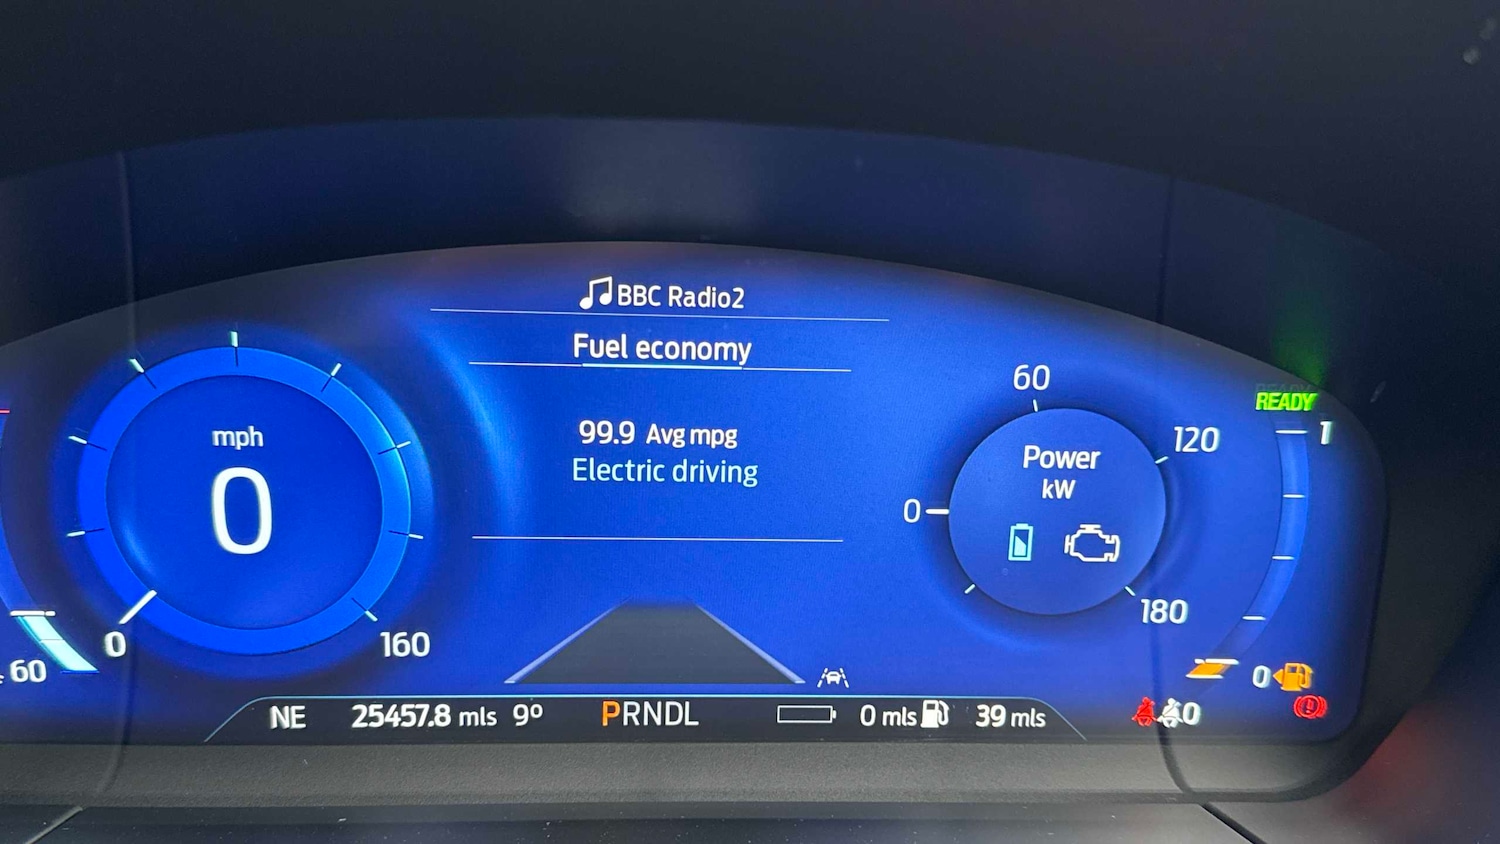 BBC Radio2
Fuel economy
99.9 Avg mpg
Electric driving
mph
0
0
160
60
60
120
180
0
Power
kW
READY
1
0
NE 25457.8 mls 9º PRNDL 0 mls 39 mls 0